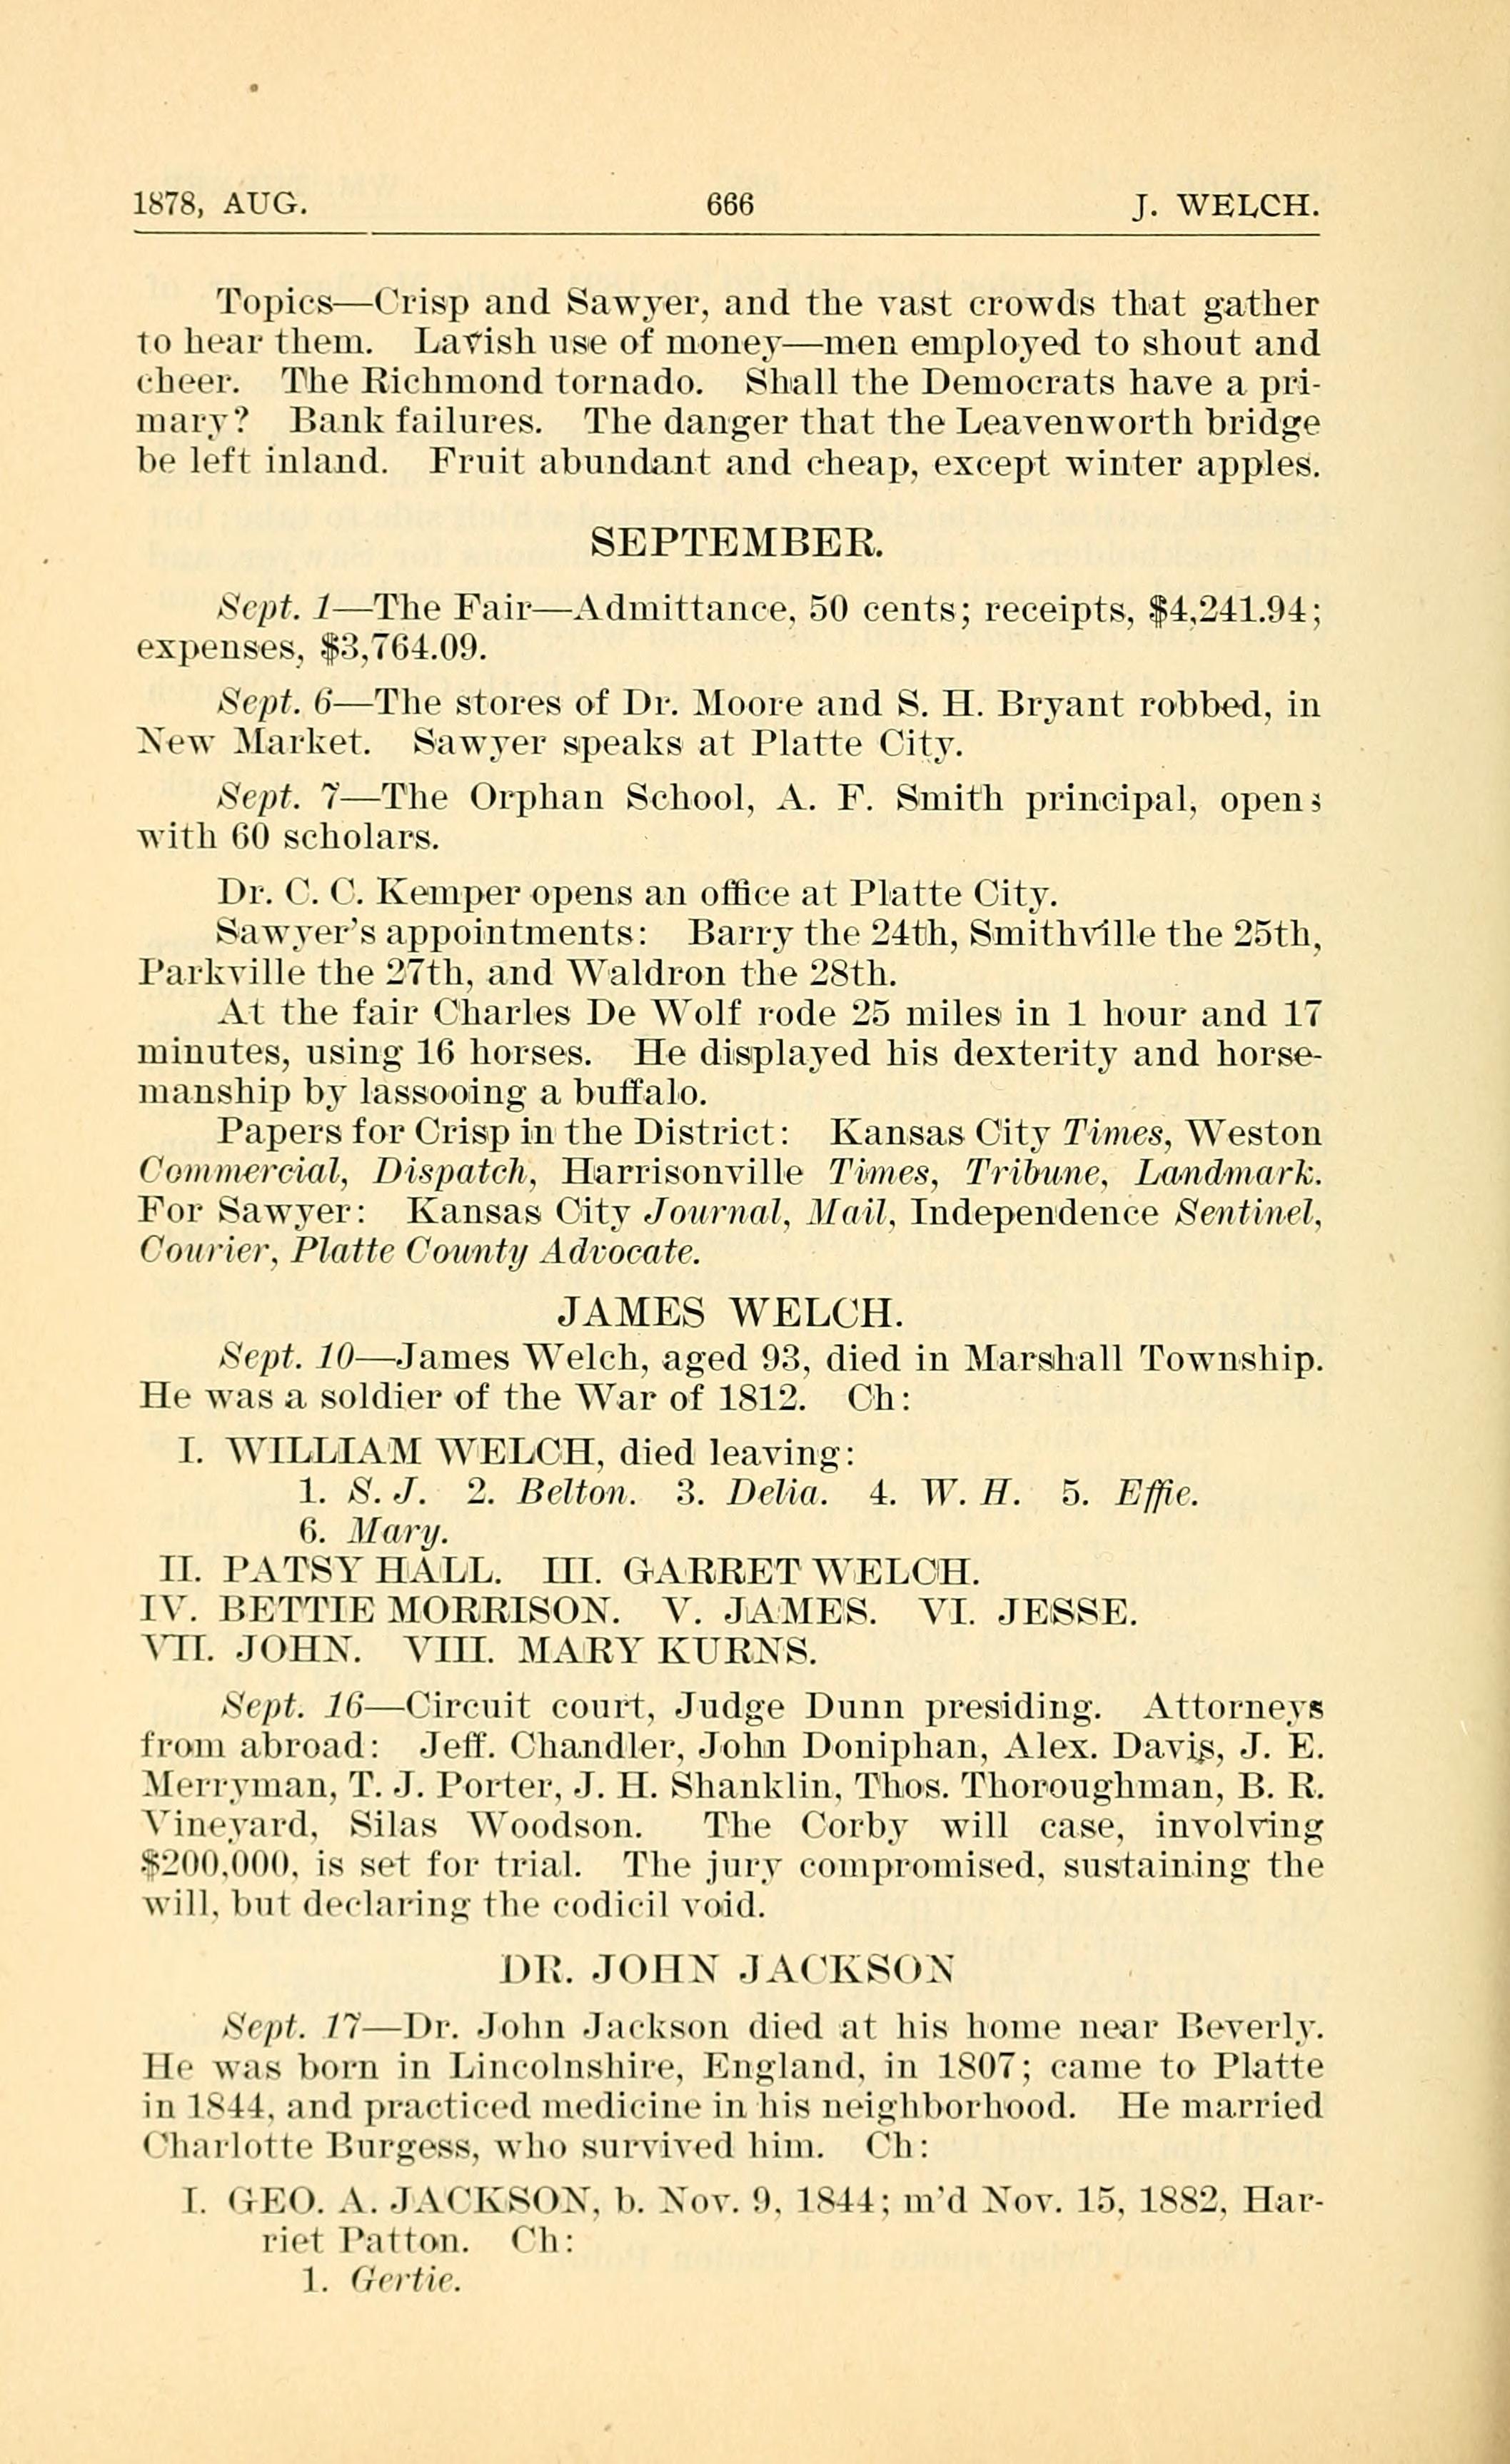 1878, AUG. 666 J. WELCH.
Topics—Crisp and Sawyer, and the vast crowds that gather
to hear them. Lavish use of money—men employed to shout and
cheer. The Richmond tornado. Shall the Democrats have a pri-
mary? Bank failures. The danger that the Leavenworth bridge
be left inland. Fruit abundant and cheap, except winter apples.
SEPTEMBER.
Sept. 1—The Fair—Admittance, 50 cents; receipts, $4,241.94;
expenses, $3,764.09.
Sept. 6—The stores of Dr. Moore and S. H. Bryant robbed, in
New Market. Sawyer speaks at Platte City.
Sept. 7—The Orphan School, A. F. Smith principal, opens
with 60 scholars.
Dr. C. C. Kemper opens an office at Platte City.
Sawyer's appointments: Barry the 24th, Smithville the 25th,
Parkville the 27th, and Waldron the 28th.
At the fair Charles De Wolf rode 25 miles in 1 hour and 17
minutes, using 16 horses. He displayed his dexterity and horse-
manship by lassooing a buffalo.
Papers for Crisp in the District: Kansas City Times, Weston
Commercial, Dispatch, Harrisonville Times, Tribune, Landmark.
For Sawyer: Kansas City Journal, Mail, Independence Sentinel,
Courier, Platte County Advocate.
JAMES WELCH.
Sept. 10—James Welch, aged 93, died in Marshall Township.
He was a soldier of the War of 1812. Ch:
I. WILLIAM WELCH, died leaving:
1. S. J. 2. Belton. 3. Delia. 4. W. H. 5. Effie.
6. Mary.
II. PATSY HALL. III. GARRET WELCH.
IV. BETTIE MORRISON. V. JAMES. VI. JESSE.
VII. JOHN. VIII. MARY KURNS.
Sept. 16—Circuit court, Judge Dunn presiding. Attorneys
from abroad: Jeff. Chandler, John Doniphan, Alex. Davis, J. E.
Merryman, T. J. Porter, J. H. Shanklin, Thos. Thoroughman, B. R.
Vineyard, Silas Woodson. The Corby will case, involving
$200,000, is set for trial. The jury compromised, sustaining the
will, but declaring the codicil void.
DR. JOHN JACKSON
Sept. 17—Dr. John Jackson died at his home near Beverly.
He was born in Lincolnshire, England, in 1807; came to Platte
in 1844, and practiced medicine in his neighborhood. He married
Charlotte Burgess, who survived him. Ch:
I. GEO. A. JACKSON, b. Nov. 9, 1844; m'd Nov. 15, 1882, Har-
riet Patton. Ch:
1. Gertie.